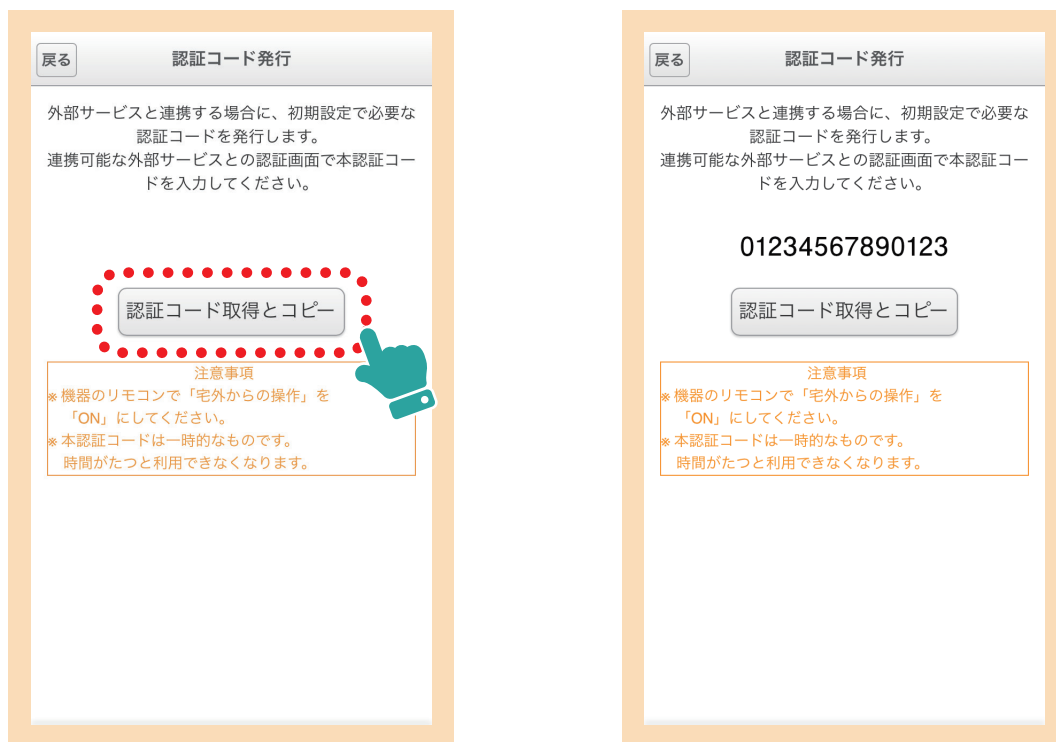 戻る
認証コード発行
外部サービスと連携する場合に、初期設定で必要な
認証コードを発行します。
連携可能な外部サービスとの認証画面で本認証コー
ドを入力してください。
認証コード取得とコピー
注意事項
※機器のリモコンで「宅外からの操作」を
「ON」にしてください。
※本認証コードは一時的なものです。
時間がたつと利用できなくなります。
戻る
認証コード発行
外部サービスと連携する場合に、初期設定で必要な
認証コードを発行します。
連携可能な外部サービスとの認証画面で本認証コー
ドを入力してください。
01234567890123
認証コード取得とコピー
注意事項
※機器のリモコンで「宅外からの操作」を
「ON」にしてください。
※本認証コードは一時的なものです。
時間がたつと利用できなくなります。